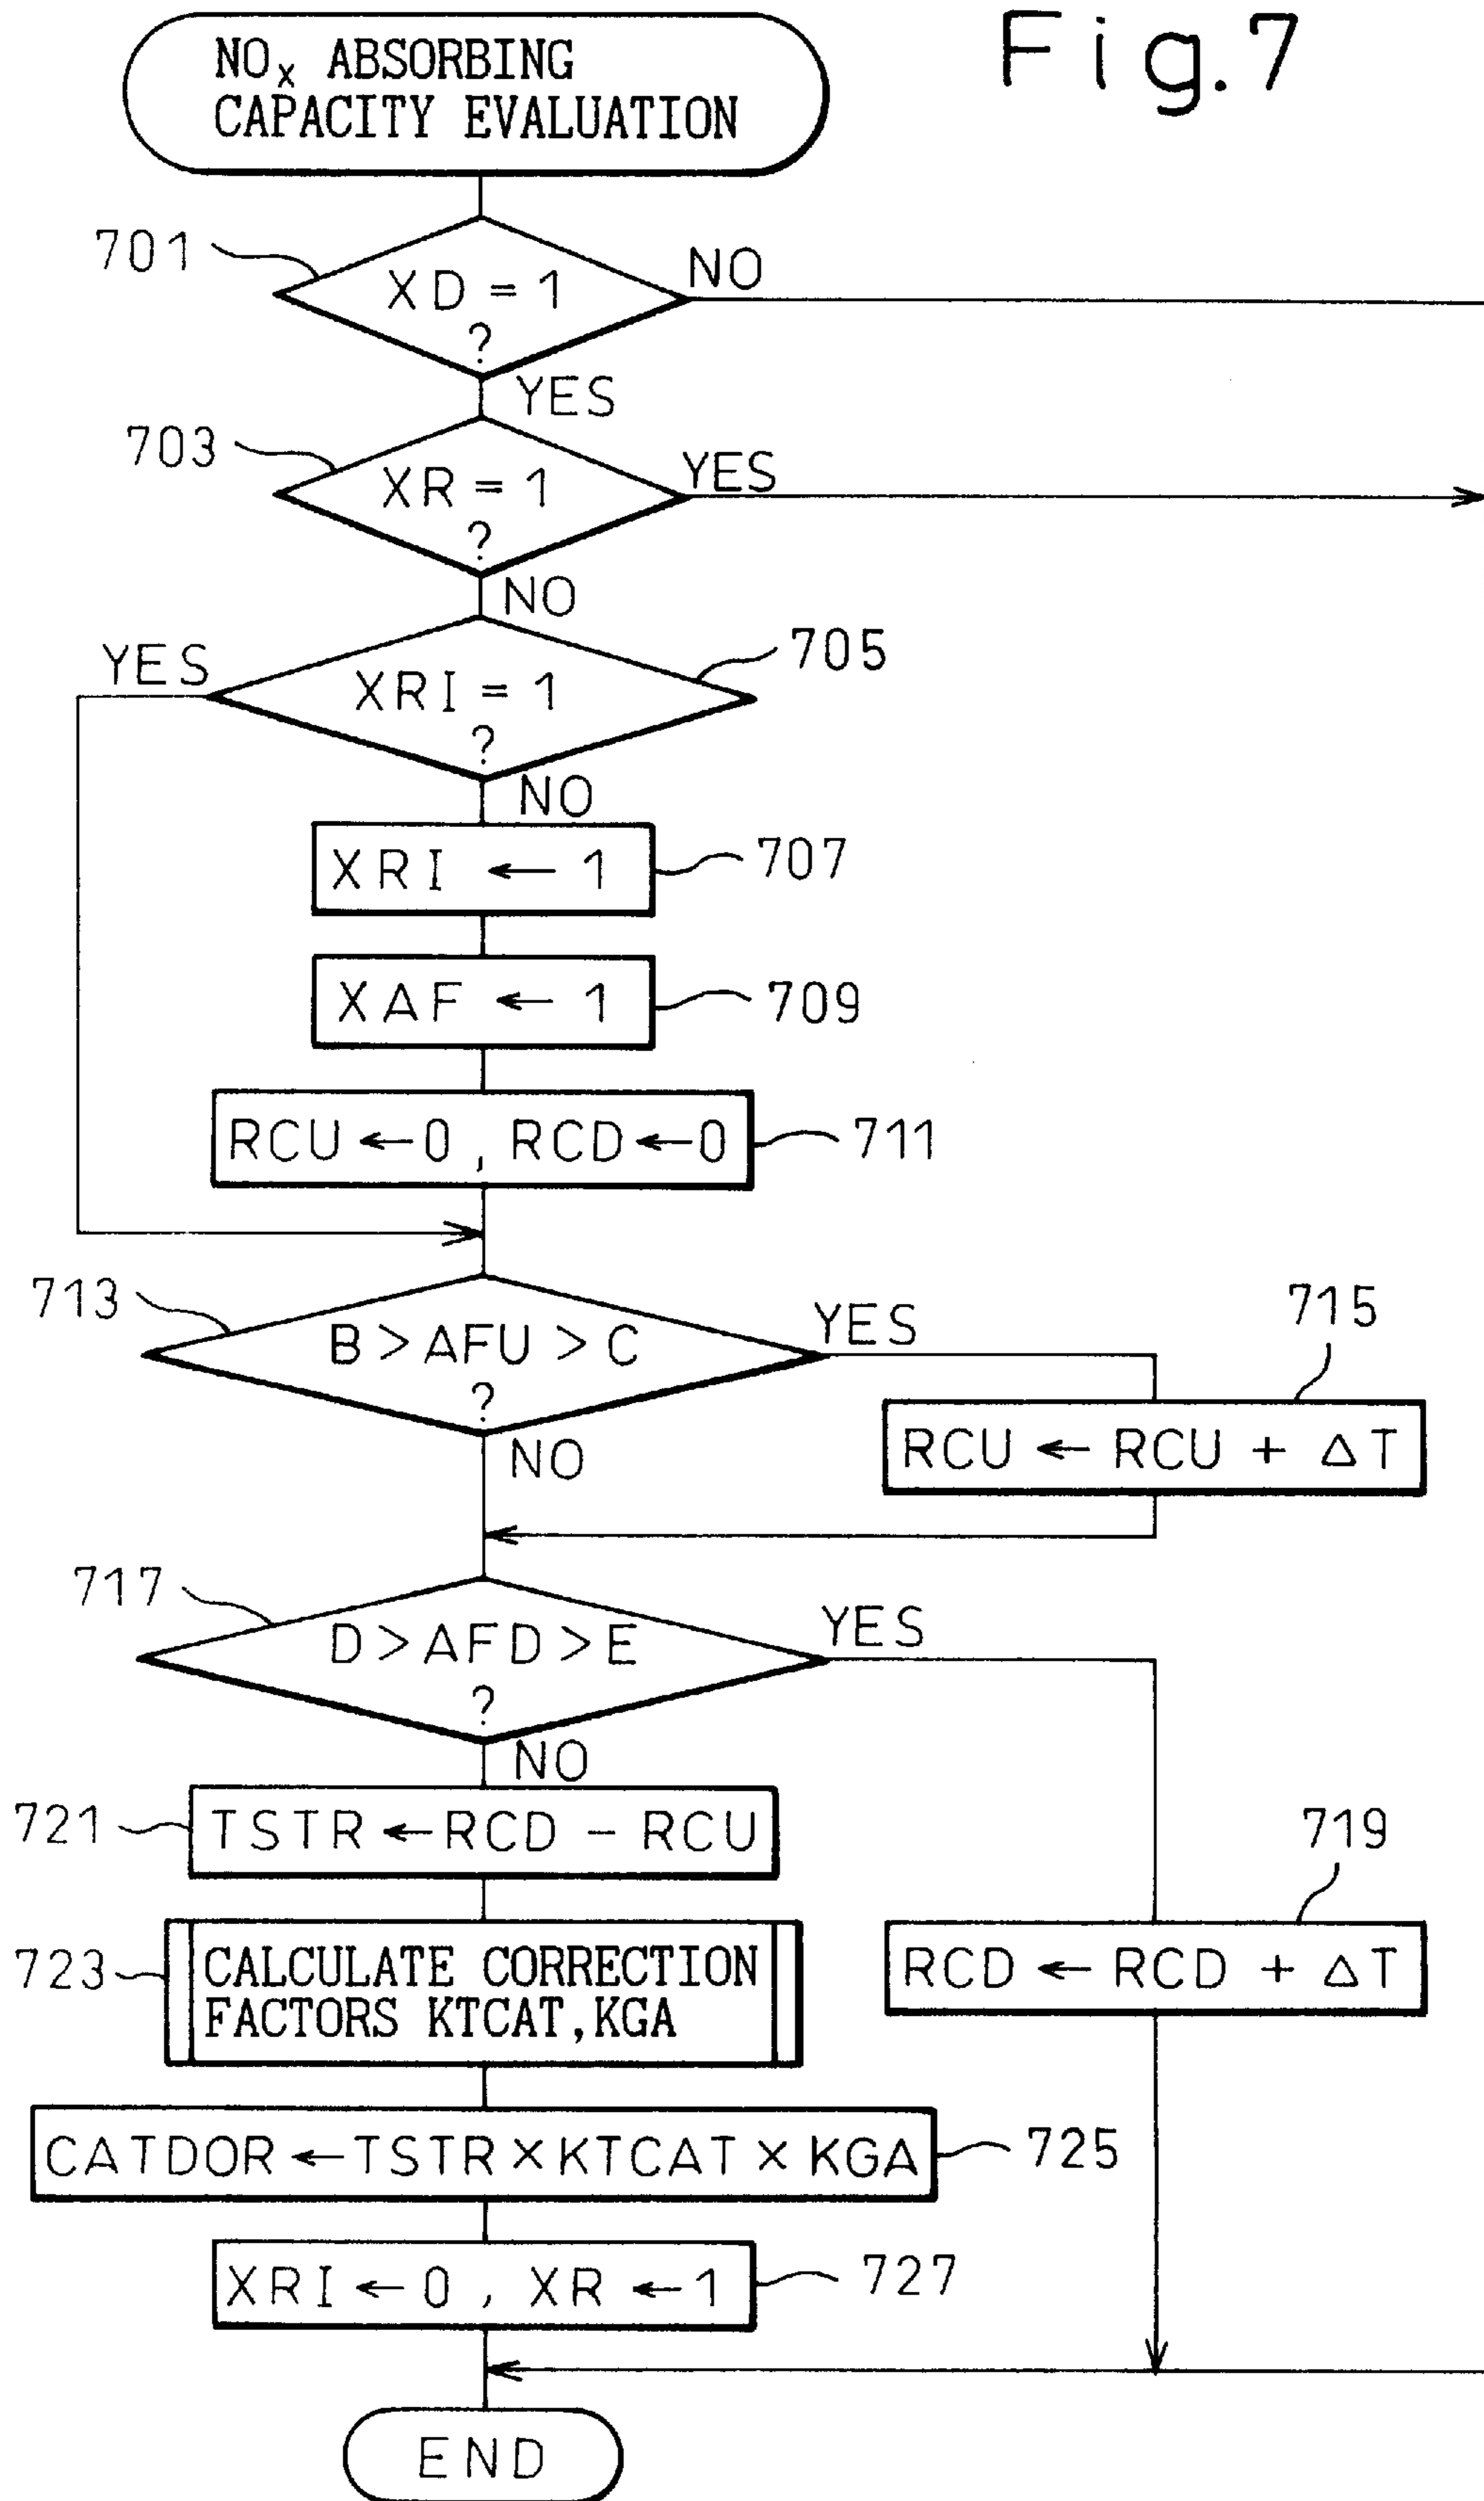 Fig. 7
NOx ABSORBING
CAPACITY EVALUATION
701
XD = 1
?
NO
YES
703
XR = 1
?
YES
NO
705
YES
XRI = 1
?
NO
XRI ← 1
707
XAF ← 1
709
RCU ← 0 , RCD ← 0
711
713
B > AFU > C
?
YES
NO
715
RCU ← RCU + ΔT
717
D > AFD > E
?
YES
NO
721
TSTR ← RCD − RCU
719
RCD ← RCD + ΔT
723
CALCULATE CORRECTION
FACTORS KTCAT, KGA
CATDOR ← TSTR × KTCAT × KGA
725
XRI ← 0 , XR ← 1
727
END